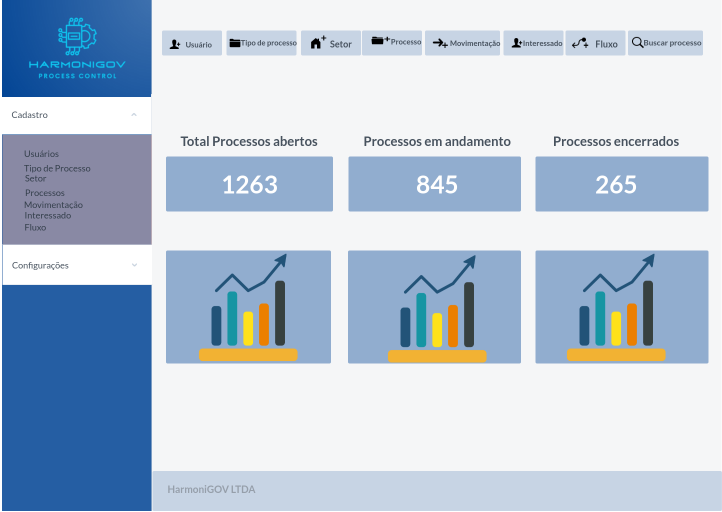 HARMONIGOV
PROCESS CONTROL
Cadastro
Usuários
Tipo de Processo
Setor
Processos
Movimentação
Interessado
Fluxo
Configurações
Usuário
Tipo de processo
Setor
Processo
Movimentação
Interessado
Fluxo
Buscar processo
Total Processos abertos
Processos em andamento
Processos encerrados
1263
845
265
HarmoniGOV LTDA